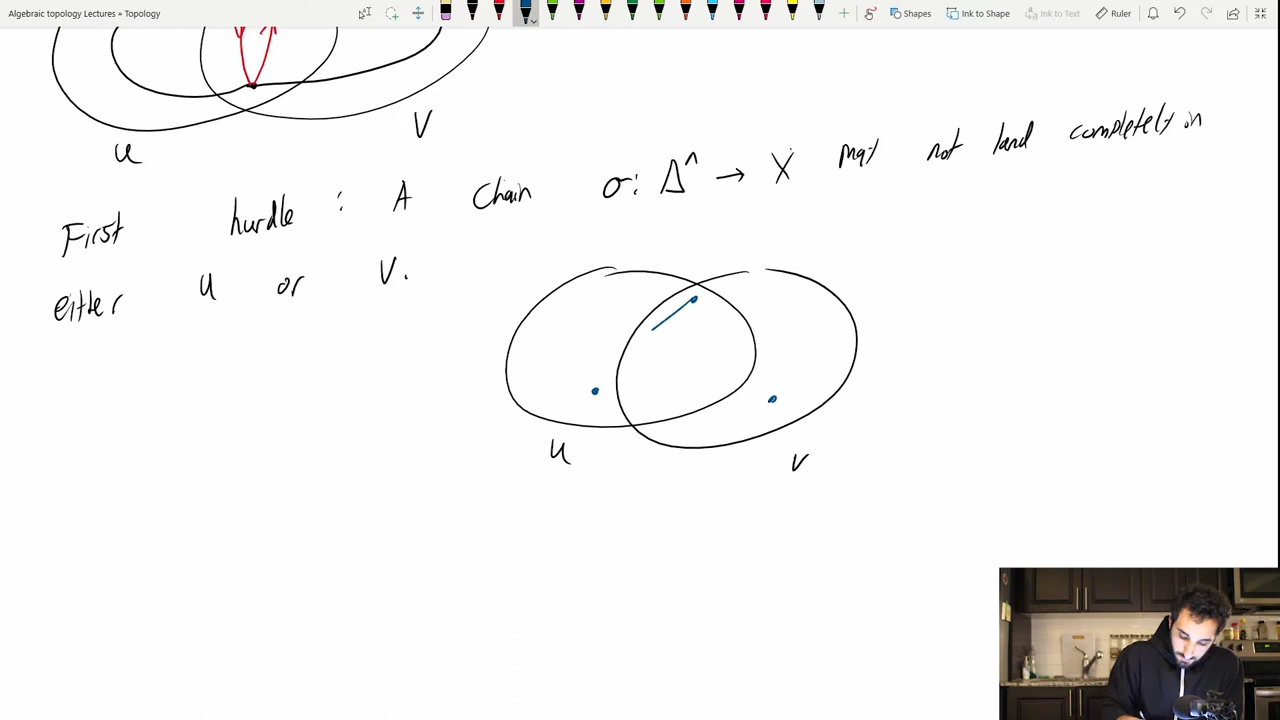 Algebraic topology Lectures » Topology
Shapes
Ink to Shape
Ink to Text
Ruler
U
V
First hurdle : A Chain σ: Δⁿ → X may not land completely in
either U or V.
U
V